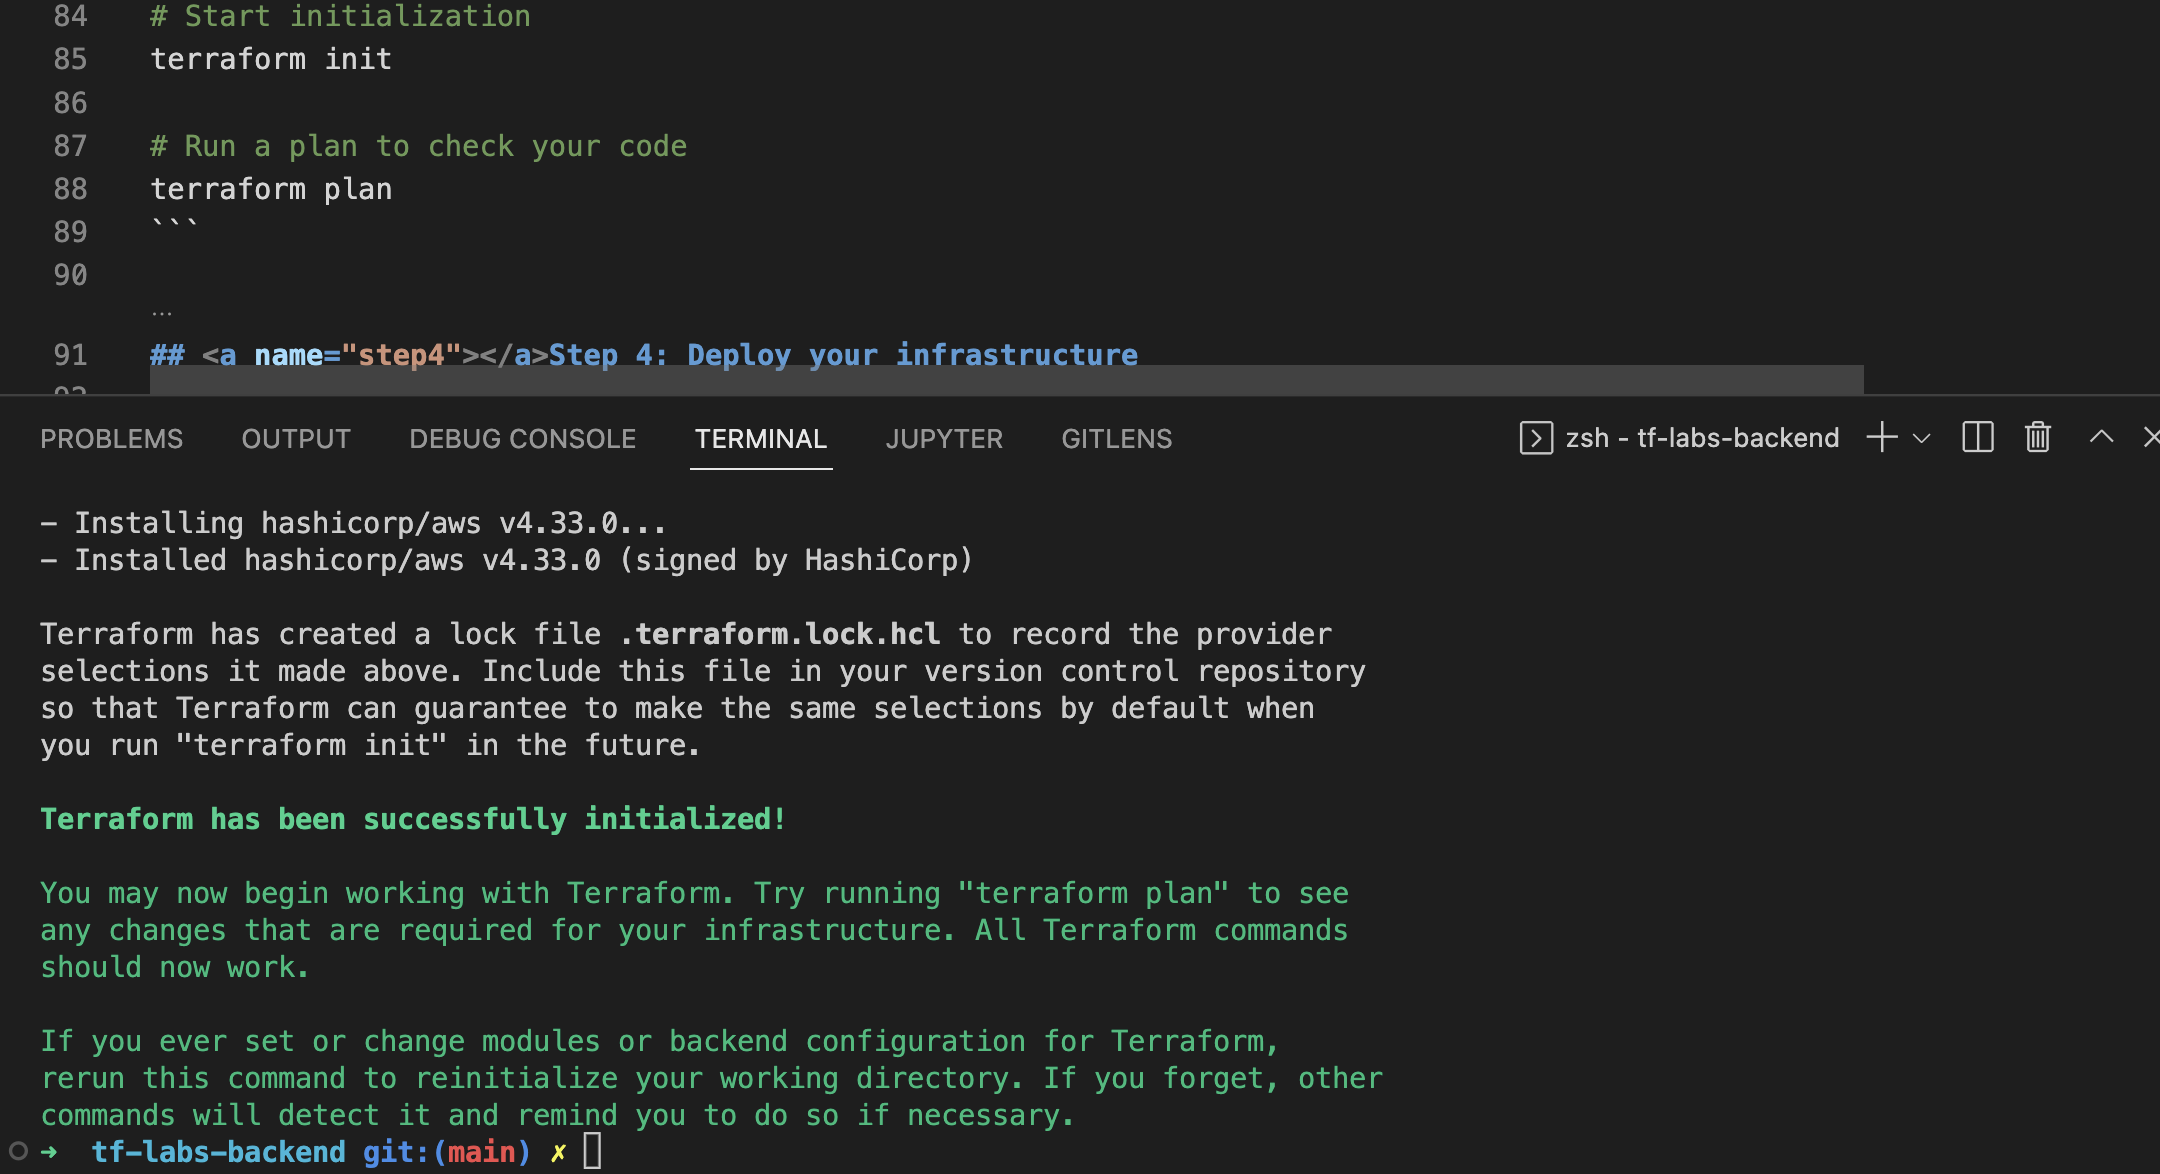 84 # Start initialization
85 terraform init
86
87 # Run a plan to check your code
88 terraform plan
89 ```
90
...
91 ## <a name="step4"></a>Step 4: Deploy your infrastructure
PROBLEMS OUTPUT DEBUG CONSOLE TERMINAL JUPYTER GITLENS zsh - tf-labs-backend
- Installing hashicorp/aws v4.33.0...
- Installed hashicorp/aws v4.33.0 (signed by HashiCorp)
Terraform has created a lock file .terraform.lock.hcl to record the provider
selections it made above. Include this file in your version control repository
so that Terraform can guarantee to make the same selections by default when
you run "terraform init" in the future.
Terraform has been successfully initialized!
You may now begin working with Terraform. Try running "terraform plan" to see
any changes that are required for your infrastructure. All Terraform commands
should now work.
If you ever set or change modules or backend configuration for Terraform,
rerun this command to reinitialize your working directory. If you forget, other
commands will detect it and remind you to do so if necessary.
➜ tf-labs-backend git:(main) ✗